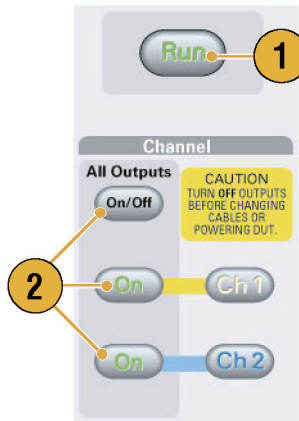 Run
1
Channel
All Outputs
On/Off
CAUTION
TURN OFF OUTPUTS
BEFORE CHANGING
CABLES OR
POWERING DUT.
2
On
Ch 1
On
Ch 2